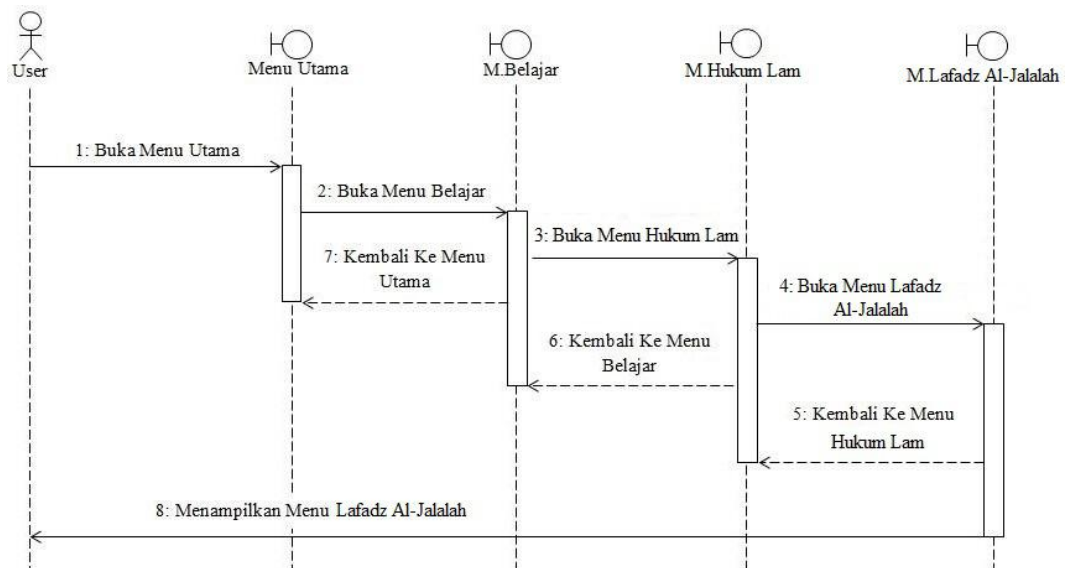 User
Menu Utama
M.Belajar
M.Hukum Lam
M.Lafadz Al-Jalalah
1: Buka Menu Utama
2: Buka Menu Belajar
3: Buka Menu Hukum Lam
7: Kembali Ke Menu
Utama
4: Buka Menu Lafadz
Al-Jalalah
6: Kembali Ke Menu
Belajar
5: Kembali Ke Menu
Hukum Lam
8: Menampilkan Menu Lafadz Al-Jalalah